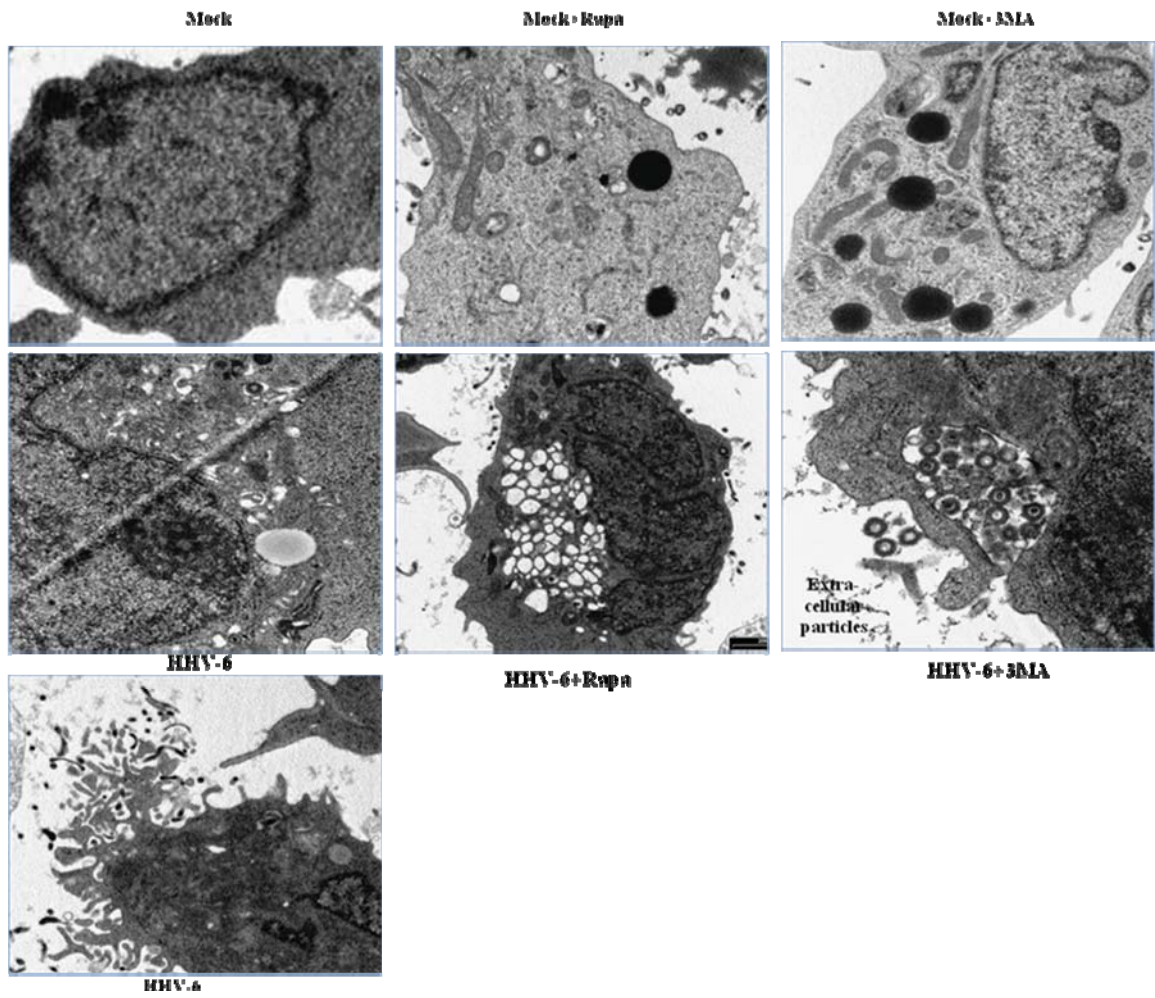 Mock
Mock+Rapa
Mock+3MA
Extra-
cellular
particles
HHV-6
HHV-6+Rapa
HHV-6+3MA
HHV-6